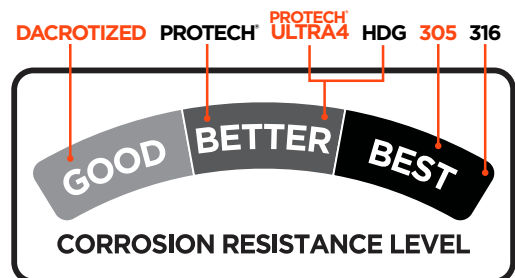 DACROTIZED PROTECH® PROTECH® ULTRA4 HDG 305 316
GOOD BETTER BEST
CORROSION RESISTANCE LEVEL